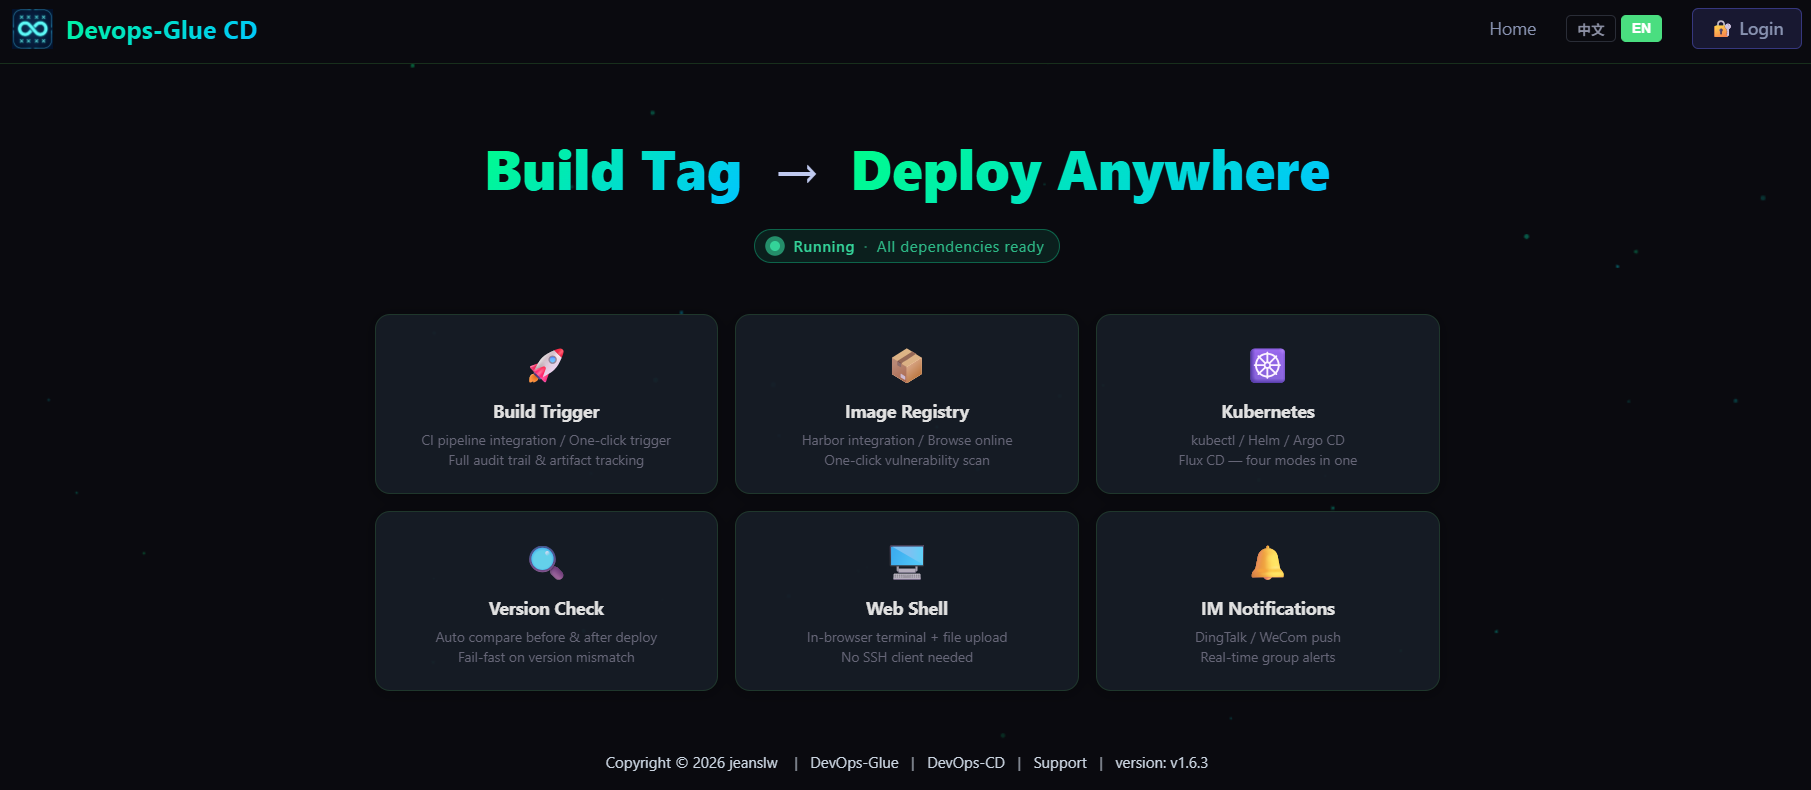 Devops-Glue CD
Home
中文
EN
Login
Build Tag → Deploy Anywhere
Running · All dependencies ready
Build Trigger
CI pipeline integration / One-click trigger
Full audit trail & artifact tracking
Image Registry
Harbor integration / Browse online
One-click vulnerability scan
Kubernetes
kubectl / Helm / Argo CD
Flux CD — four modes in one
Version Check
Auto compare before & after deploy
Fail-fast on version mismatch
Web Shell
In-browser terminal + file upload
No SSH client needed
IM Notifications
DingTalk / WeCom push
Real-time group alerts
Copyright © 2026 jeanslw | DevOps-Glue | DevOps-CD | Support | version: v1.6.3